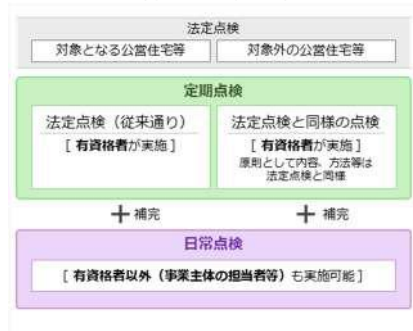 法定点検
対象となる公営住宅等
対象外の公営住宅等
定期点検
法定点検（従来通り）
［ 有資格者が実施 ］
法定点検と同様の点検
［ 有資格者が実施 ］
原則として内容、方法等は
法定点検と同様
＋ 補完
＋ 補完
日常点検
［ 有資格者以外（事業主体の担当者等）も実施可能 ］